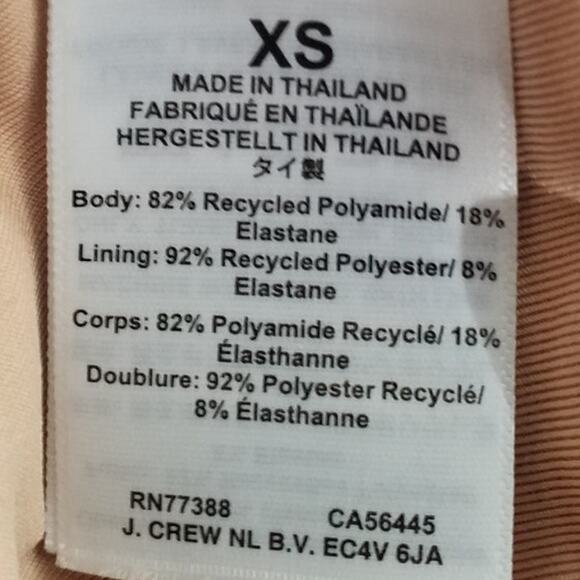 XS
MADE IN THAILAND
FABRIQUÉ EN THAÏLANDE
HERGESTELLT IN THAILAND
タイ製
Body: 82% Recycled Polyamide/ 18%
Elastane
Lining: 92% Recycled Polyester/ 8%
Elastane
Corps: 82% Polyamide Recyclé/ 18%
Élasthanne
Doublure: 92% Polyester Recyclé/
8% Élasthanne
RN77388 CA56445
J. CREW NL B.V. EC4V 6JA